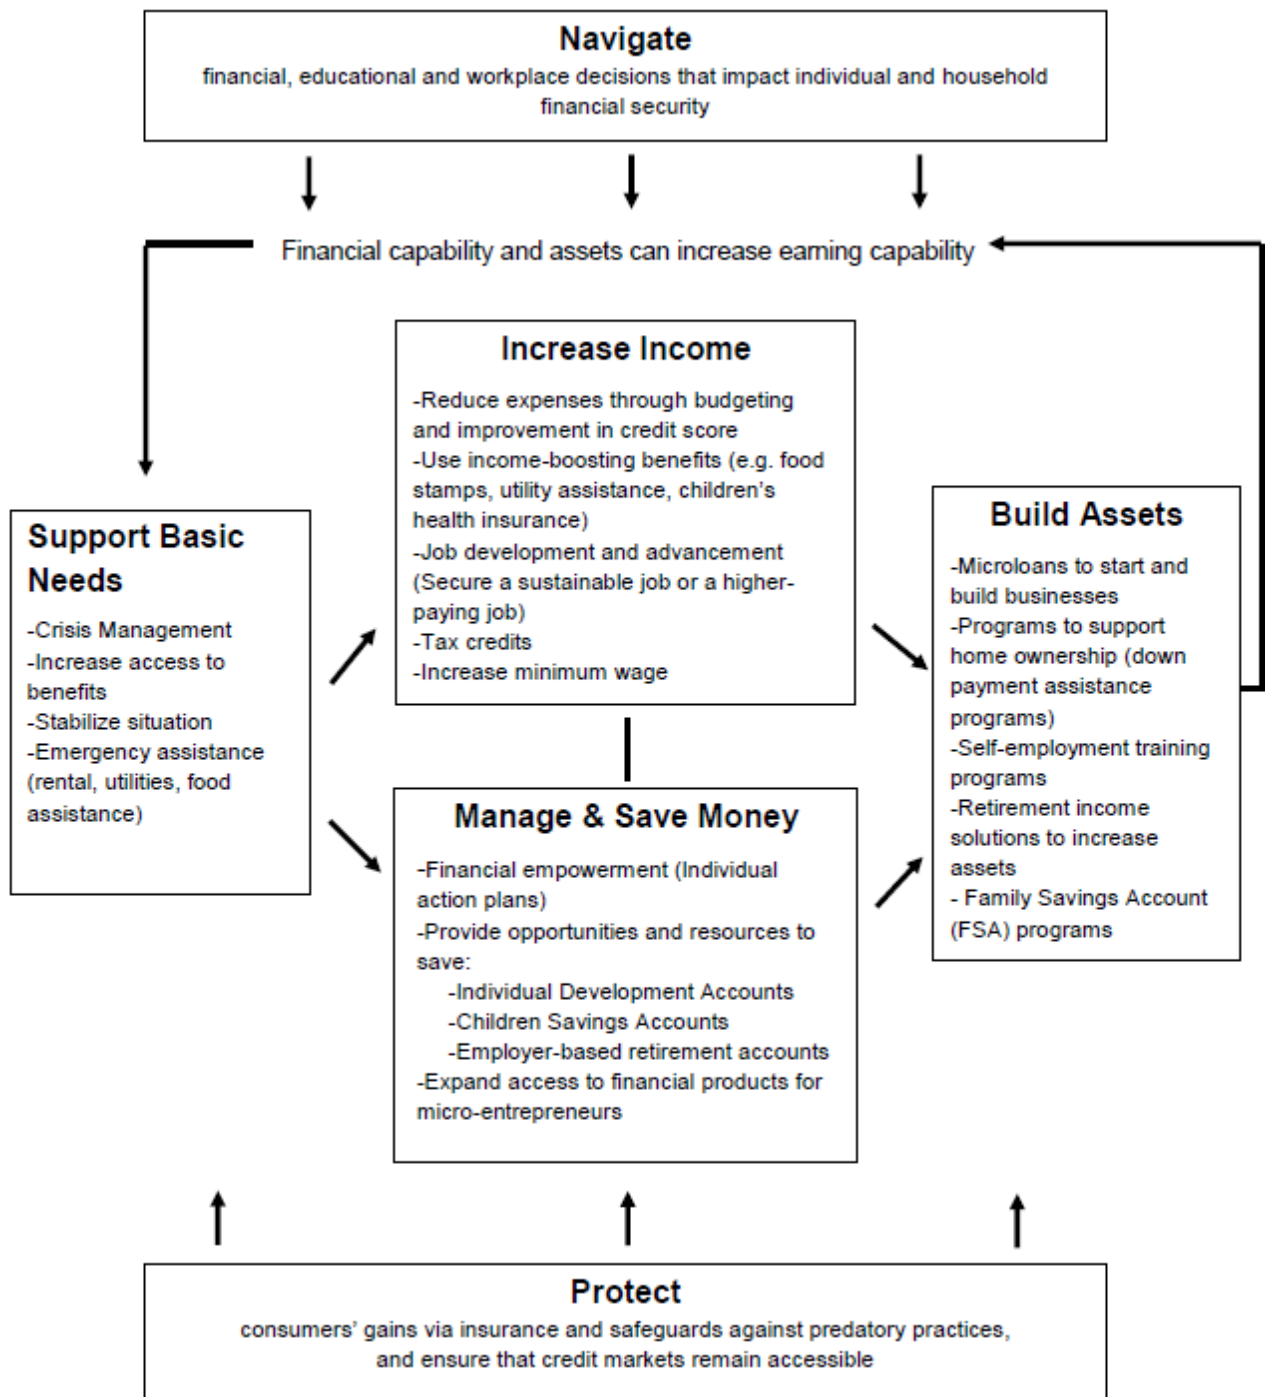 Navigate
financial, educational and workplace decisions that impact individual and household
financial security
Financial capability and assets can increase earning capability
Increase Income
-Reduce expenses through budgeting
and improvement in credit score
-Use income-boosting benefits (e.g. food
stamps, utility assistance, children's
health insurance)
-Job development and advancement
(Secure a sustainable job or a higher-
paying job)
-Tax credits
-Increase minimum wage
Support Basic
Needs
-Crisis Management
-Increase access to
benefits
-Stabilize situation
-Emergency assistance
(rental, utilities, food
assistance)
Build Assets
-Microloans to start and
build businesses
-Programs to support
home ownership (down
payment assistance
programs)
-Self-employment training
programs
-Retirement income
solutions to increase
assets
- Family Savings Account
(FSA) programs
Manage & Save Money
-Financial empowerment (Individual
action plans)
-Provide opportunities and resources to
save:
-Individual Development Accounts
-Children Savings Accounts
-Employer-based retirement accounts
-Expand access to financial products for
micro-entrepreneurs
Protect
consumers' gains via insurance and safeguards against predatory practices,
and ensure that credit markets remain accessible